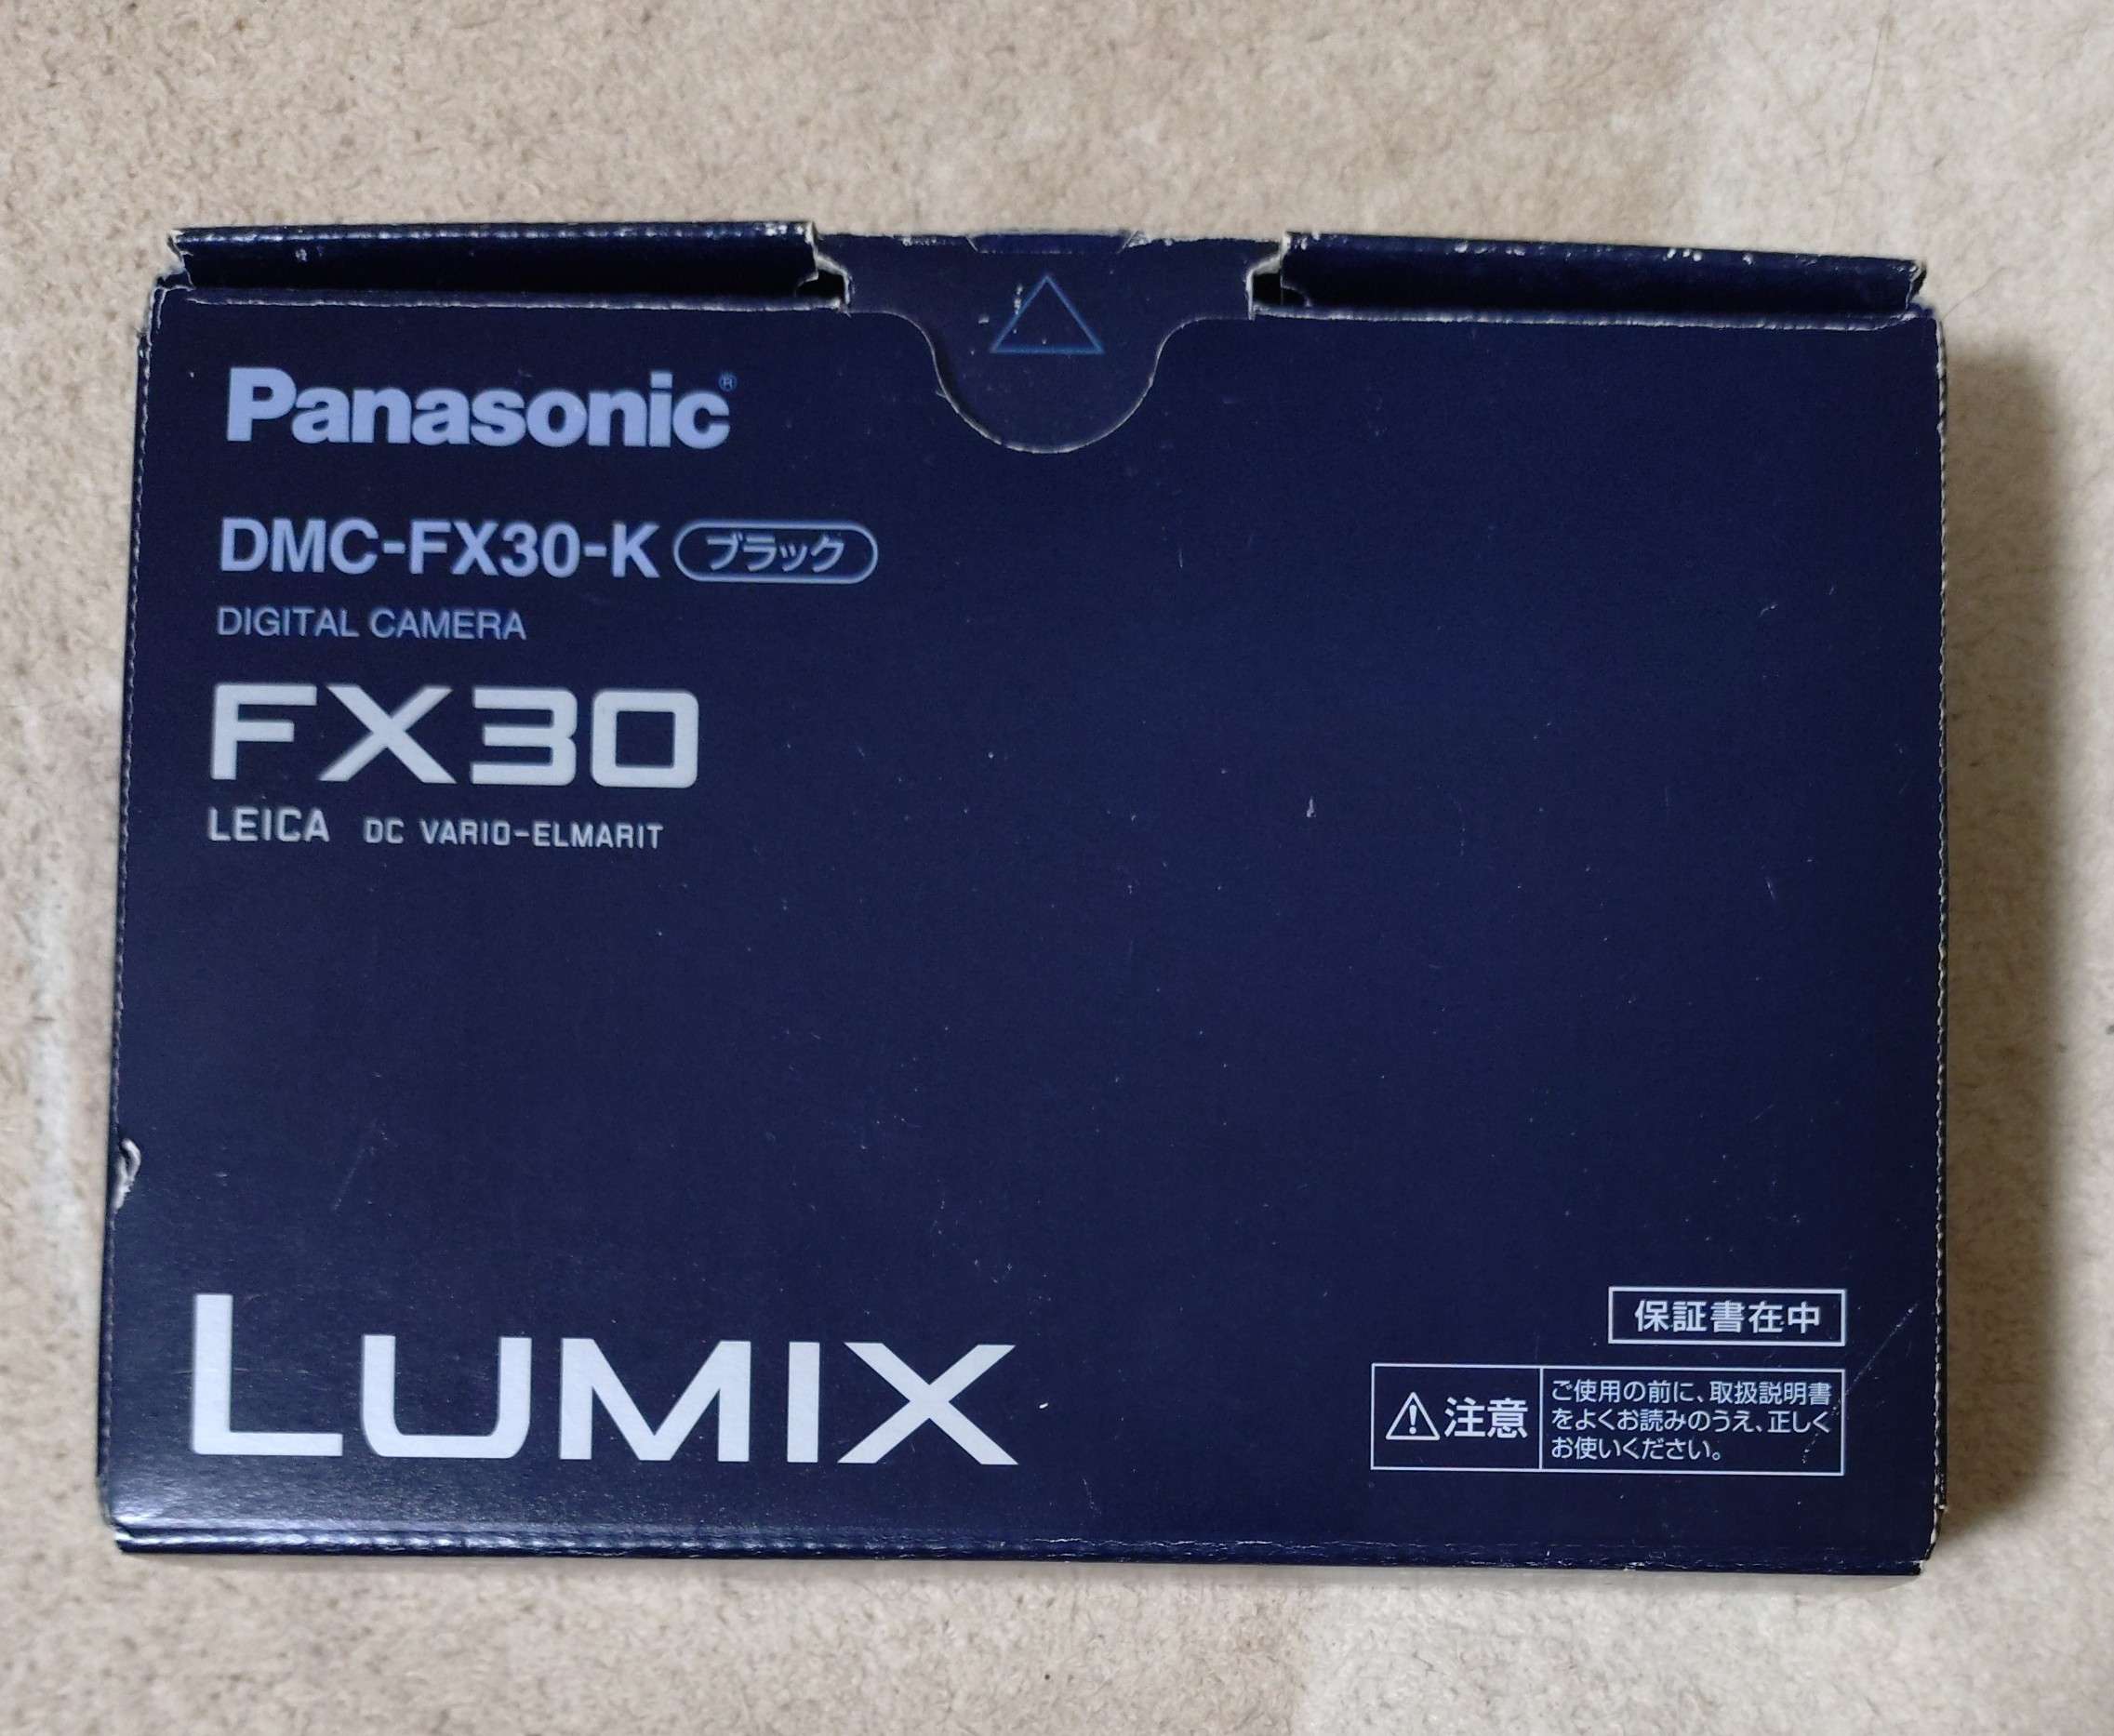 Panasonic®
DMC-FX30-K ブラック
DIGITAL CAMERA
FX30
LEICA DC VARIO-ELMARIT
LUMIX
保証書在中
⚠注意
ご使用の前に、取扱説明書
をよくお読みのうえ、正しく
お使いください。